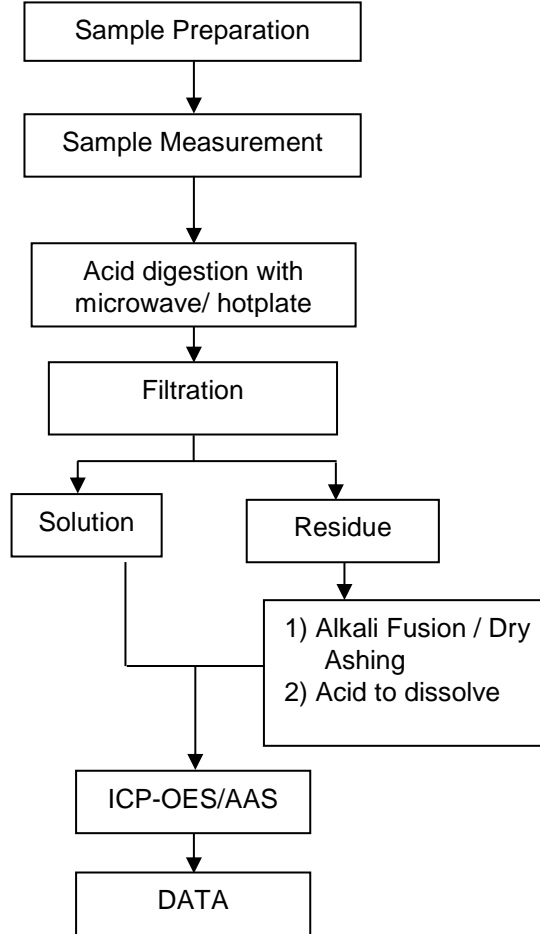 Sample Preparation
Sample Measurement
Acid digestion with
microwave/ hotplate
Filtration
Solution
Residue
1) Alkali Fusion / Dry
Ashing
2) Acid to dissolve
ICP-OES/AAS
DATA